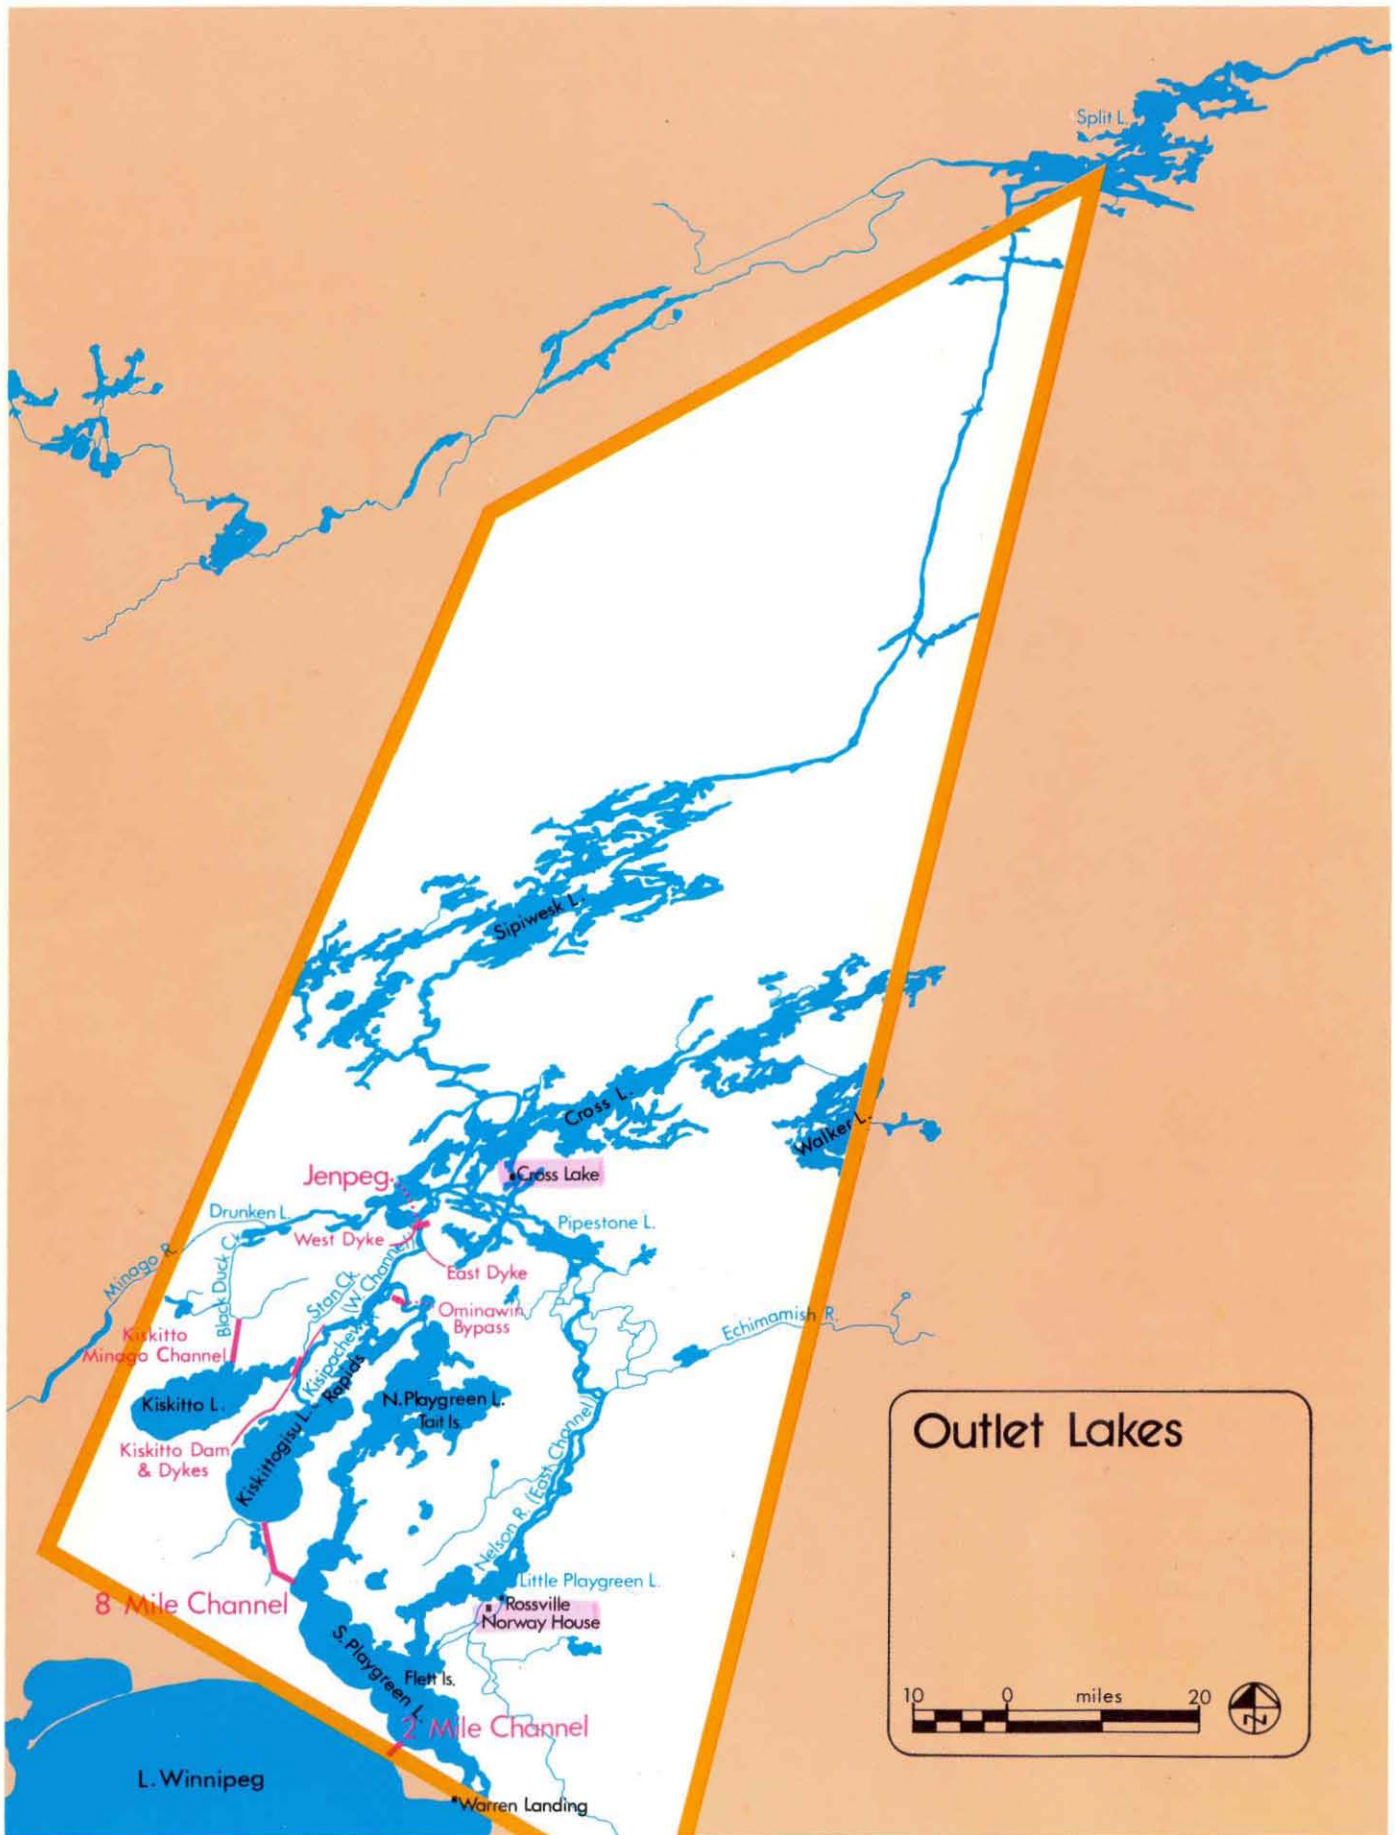 Split L.
Sipiwesk L.
Cross L.
Walker L.
Jenpeg
Cross Lake
Drunken L.
Pipestone L.
West Dyke
Minago R.
Black Duck Ck.
East Dyke
Stan Ck.
(W Channel)
Ominawin
Bypass
Echimamish R.
Kiskitto
Minago Channel
Kisipachewuk
Rapids
Kiskitto L.
N. Playgreen L.
Tait Is.
Outlet Lakes
Kiskitto Dam
& Dykes
Kiskittogisu L.
Nelson R. (East Channel)
Little Playgreen L.
8 Mile Channel
Rossville
Norway House
S. Playgreen L.
Flett Is.
10 0 miles 20
N
2 Mile Channel
L. Winnipeg
Warren Landing